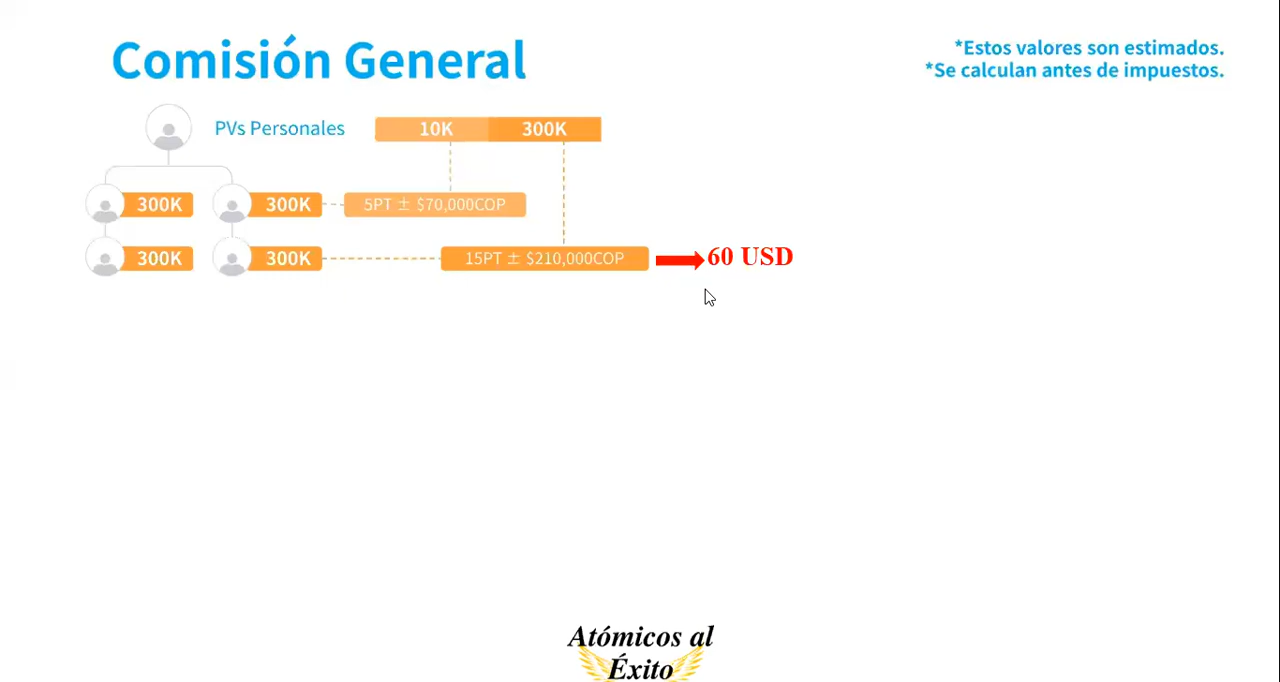 Comisión General
*Estos valores son estimados.
*Se calculan antes de impuestos.
PVs Personales
10K
300K
300K
300K
5PT ± $70,000COP
300K
300K
15PT ± $210,000COP
60 USD
Atómicos al
Éxito